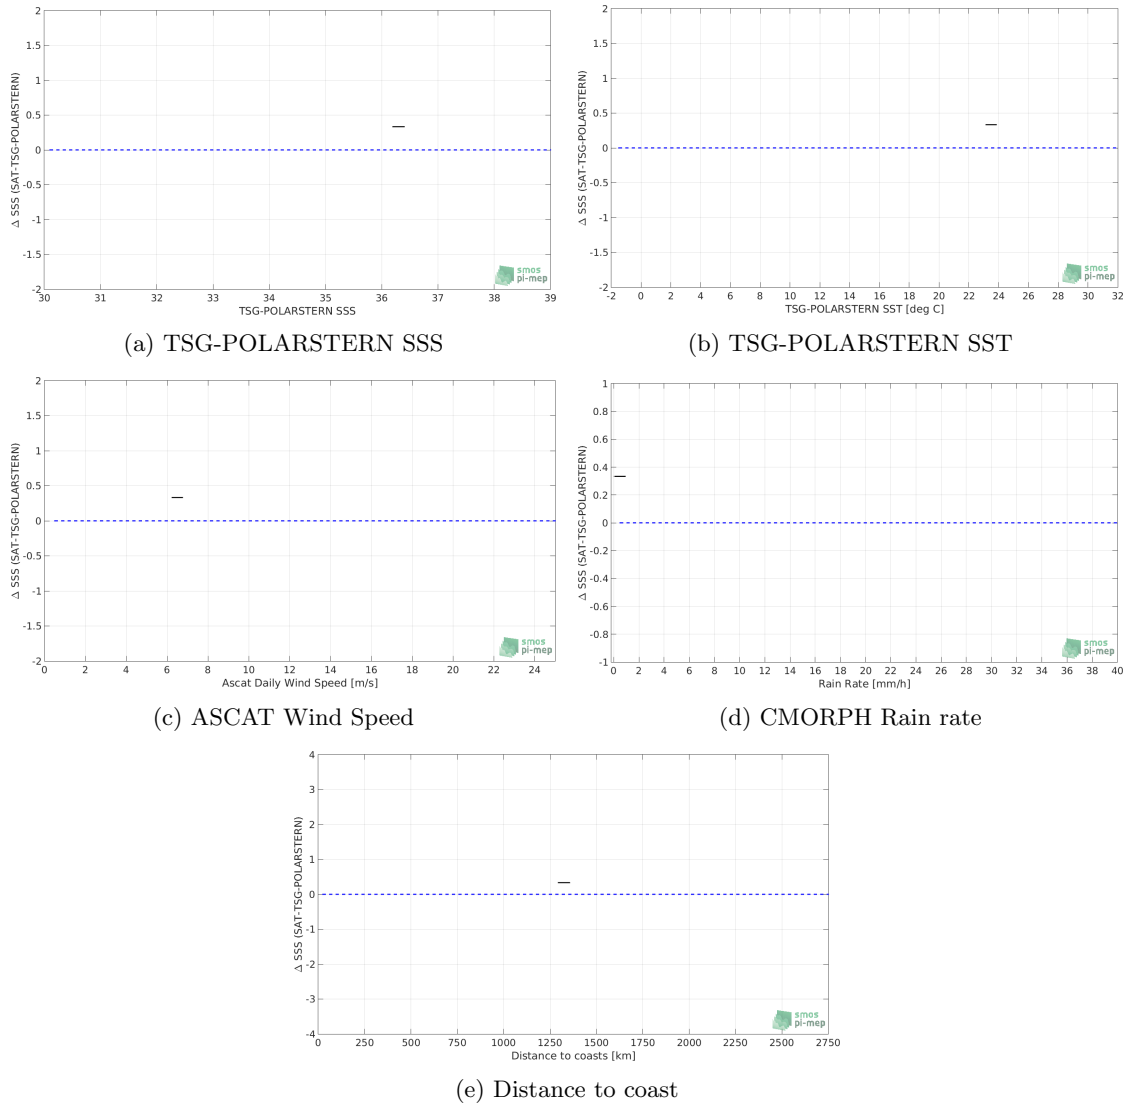 2
1.5
1
0.5
0
-0.5
-1
-1.5
-2
Δ SSS (SAT-TSG-POLARSTERN)
30 31 32 33 34 35 36 37 38 39
TSG-POLARSTERN SSS
smos
pi-mep
(a) TSG-POLARSTERN SSS
2
1.5
1
0.5
0
-0.5
-1
-1.5
-2
Δ SSS (SAT-TSG-POLARSTERN)
-2 0 2 4 6 8 10 12 14 16 18 20 22 24 26 28 30 32
TSG-POLARSTERN SST [deg C]
smos
pi-mep
(b) TSG-POLARSTERN SST
2
1.5
1
0.5
0
-0.5
-1
-1.5
-2
Δ SSS (SAT-TSG-POLARSTERN)
0 2 4 6 8 10 12 14 16 18 20 22 24
Ascat Daily Wind Speed [m/s]
smos
pi-mep
(c) ASCAT Wind Speed
1
0.8
0.6
0.4
0.2
0
-0.2
-0.4
-0.6
-0.8
-1
Δ SSS (SAT-TSG-POLARSTERN)
0 2 4 6 8 10 12 14 16 18 20 22 24 26 28 30 32 34 36 38 40
Rain Rate [mm/h]
smos
pi-mep
(d) CMORPH Rain rate
4
3
2
1
0
-1
-2
-3
-4
Δ SSS (SAT-TSG-POLARSTERN)
0 250 500 750 1000 1250 1500 1750 2000 2250 2500 2750
Distance to coasts [km]
smos
pi-mep
(e) Distance to coast